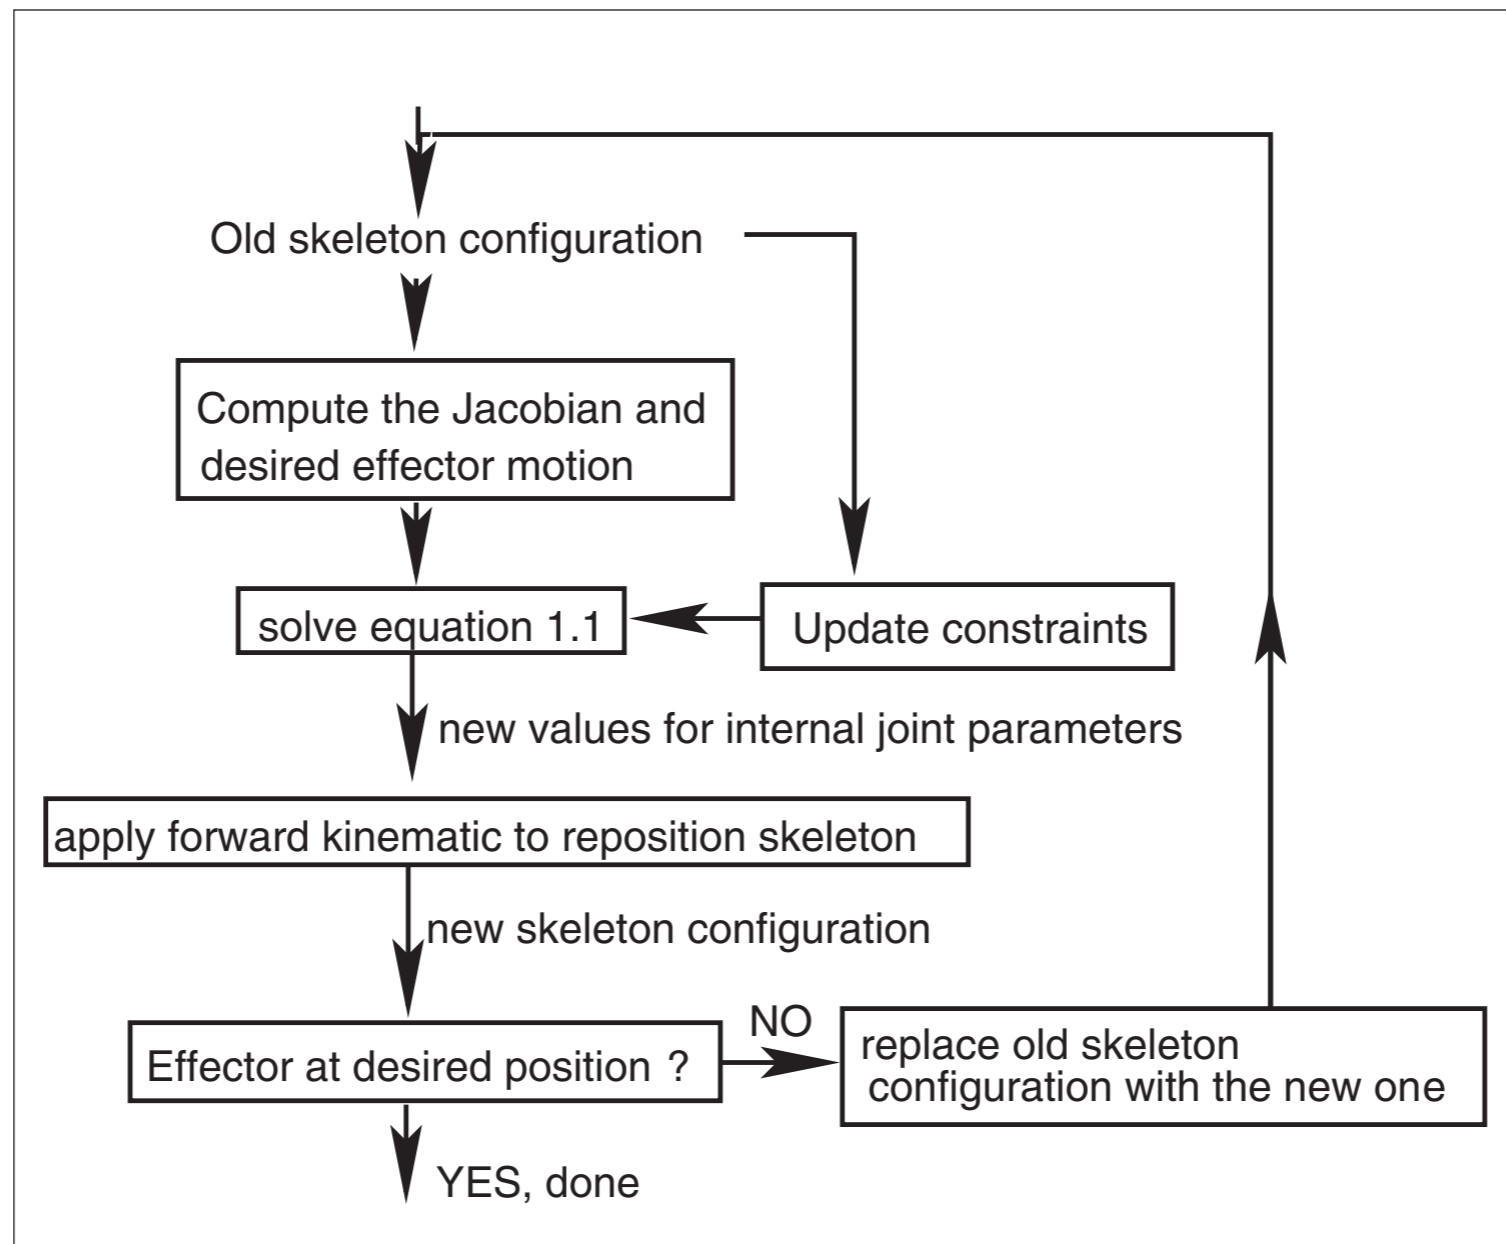 Old skeleton configuration
Compute the Jacobian and
desired effector motion
solve equation 1.1
Update constraints
new values for internal joint parameters
apply forward kinematic to reposition skeleton
new skeleton configuration
Effector at desired position ?
NO
replace old skeleton
configuration with the new one
YES, done